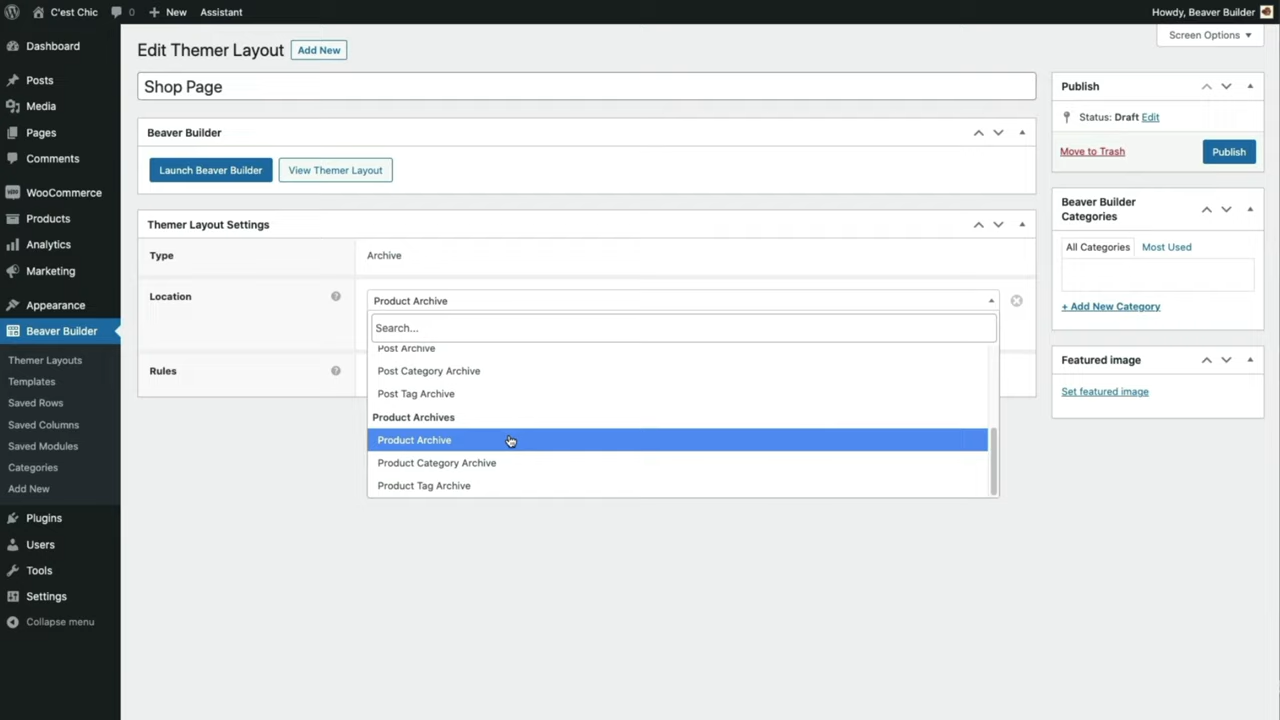 C'est Chic
0
New
Assistant
Howdy, Beaver Builder
Dashboard
Posts
Media
Pages
Comments
WooCommerce
Products
Analytics
Marketing
Appearance
Beaver Builder
Themer Layouts
Templates
Saved Rows
Saved Columns
Saved Modules
Categories
Add New
Plugins
Users
Tools
Settings
Collapse menu
Screen Options
Edit Themer Layout
Add New
Shop Page
Beaver Builder
Launch Beaver Builder
View Themer Layout
Themer Layout Settings
Type
Archive
Location
Product Archive
Search...
Post Archive
Post Category Archive
Post Tag Archive
Product Archives
Product Archive
Product Category Archive
Product Tag Archive
Rules
Publish
Status: Draft Edit
Move to Trash
Publish
Beaver Builder
Categories
All Categories
Most Used
+ Add New Category
Featured image
Set featured image